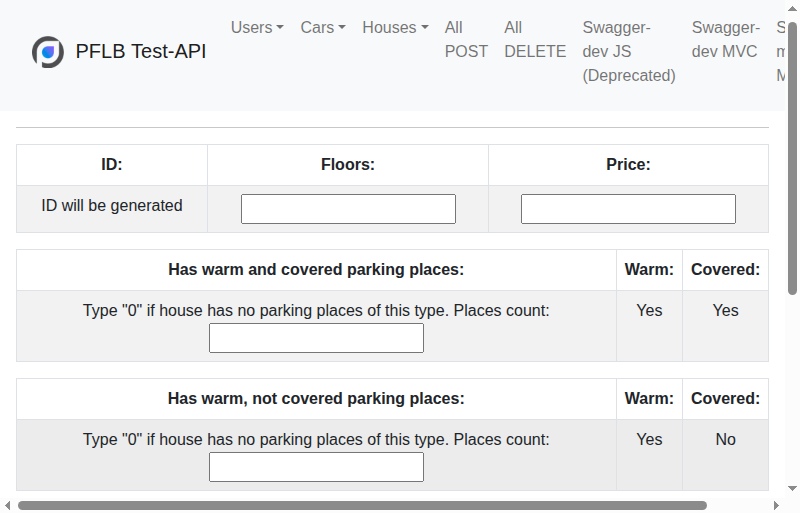 PFLB Test-API
Users
Cars
Houses
All
POST
All
DELETE
Swagger-
dev JS
(Deprecated)
Swagger-
dev MVC
ID:
Floors:
Price:
ID will be generated
Has warm and covered parking places:
Warm:
Covered:
Type "0" if house has no parking places of this type. Places count:
Yes
Yes
Has warm, not covered parking places:
Warm:
Covered:
Type "0" if house has no parking places of this type. Places count:
Yes
No